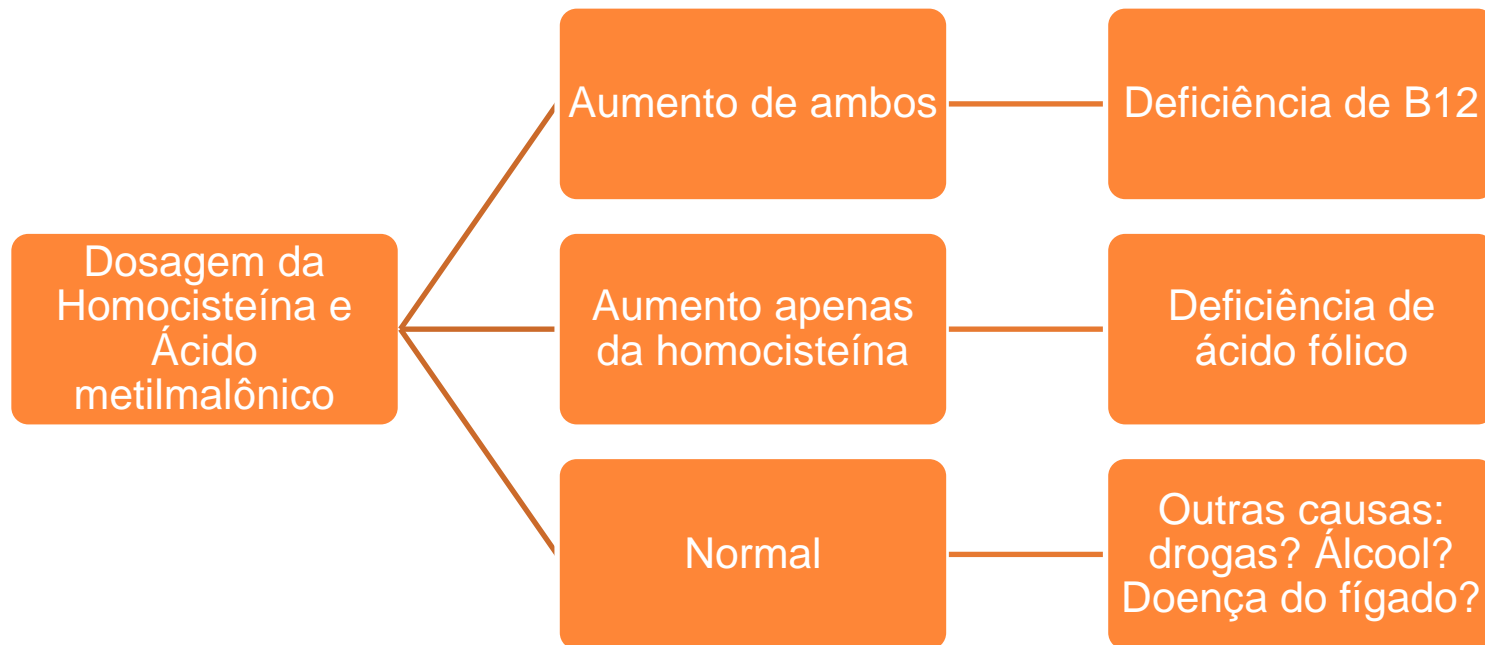 Dosagem da
Homocisteína e
Ácido
metilmalônico
Aumento de ambos
Deficiência de B12
Aumento apenas
da homocisteína
Deficiência de
ácido fólico
Normal
Outras causas:
drogas? Álcool?
Doença do fígado?